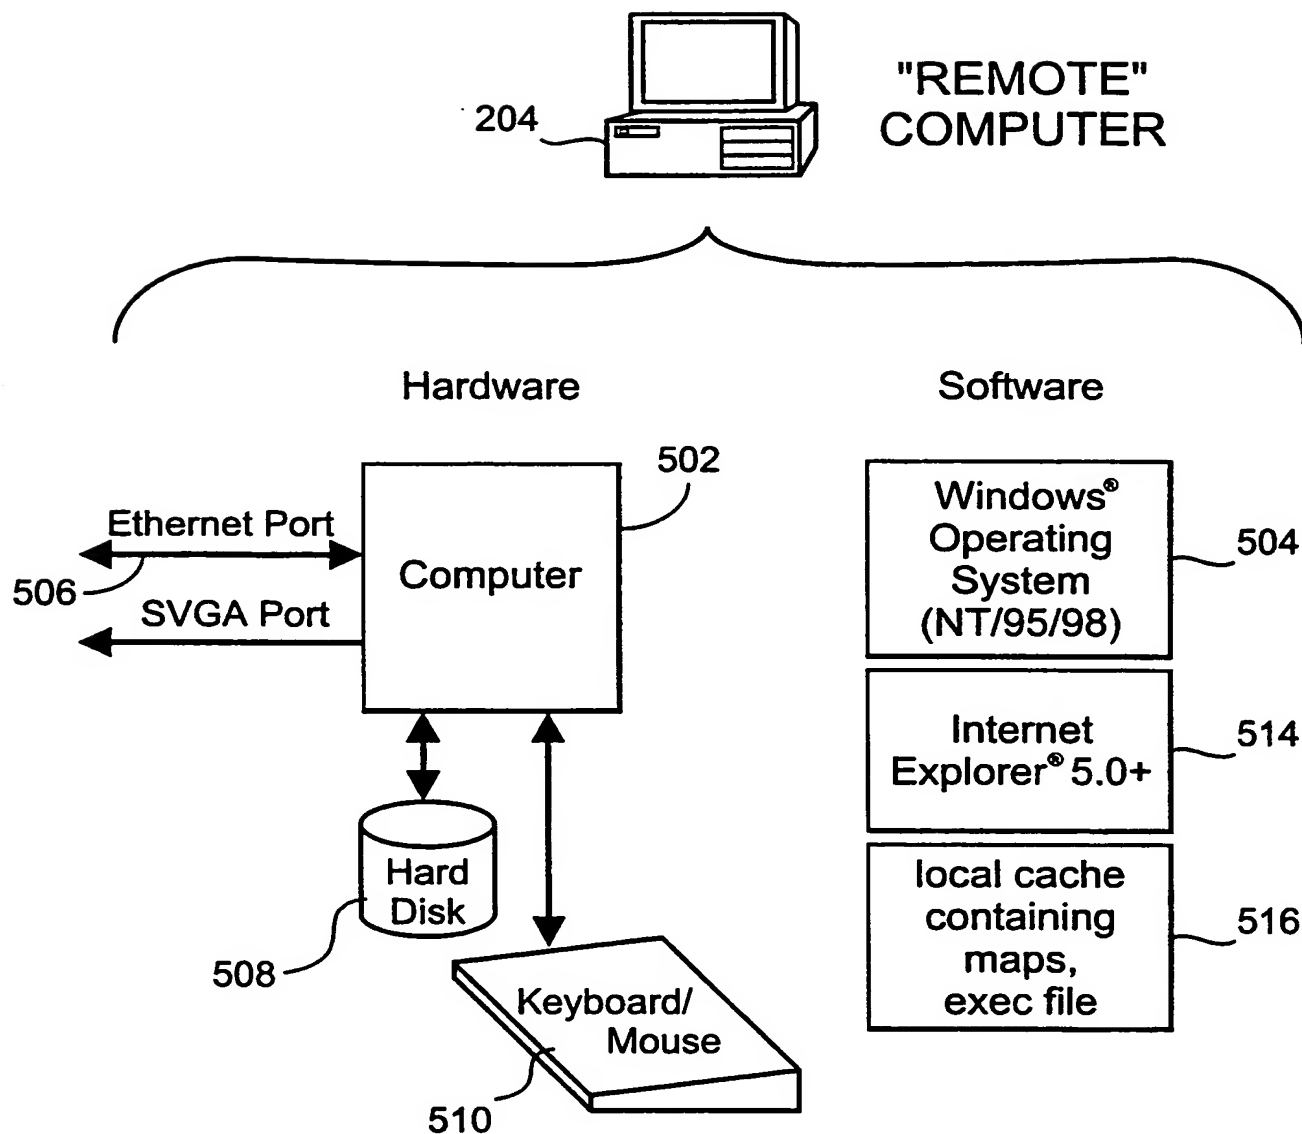 "REMOTE"
COMPUTER
204
Hardware
Software
502
Ethernet Port
506
SVGA Port
Computer
Windows®
Operating
System
(NT/95/98)
504
Internet
Explorer® 5.0+
514
Hard
Disk
508
local cache
containing
maps,
exec file
516
Keyboard/
Mouse
510